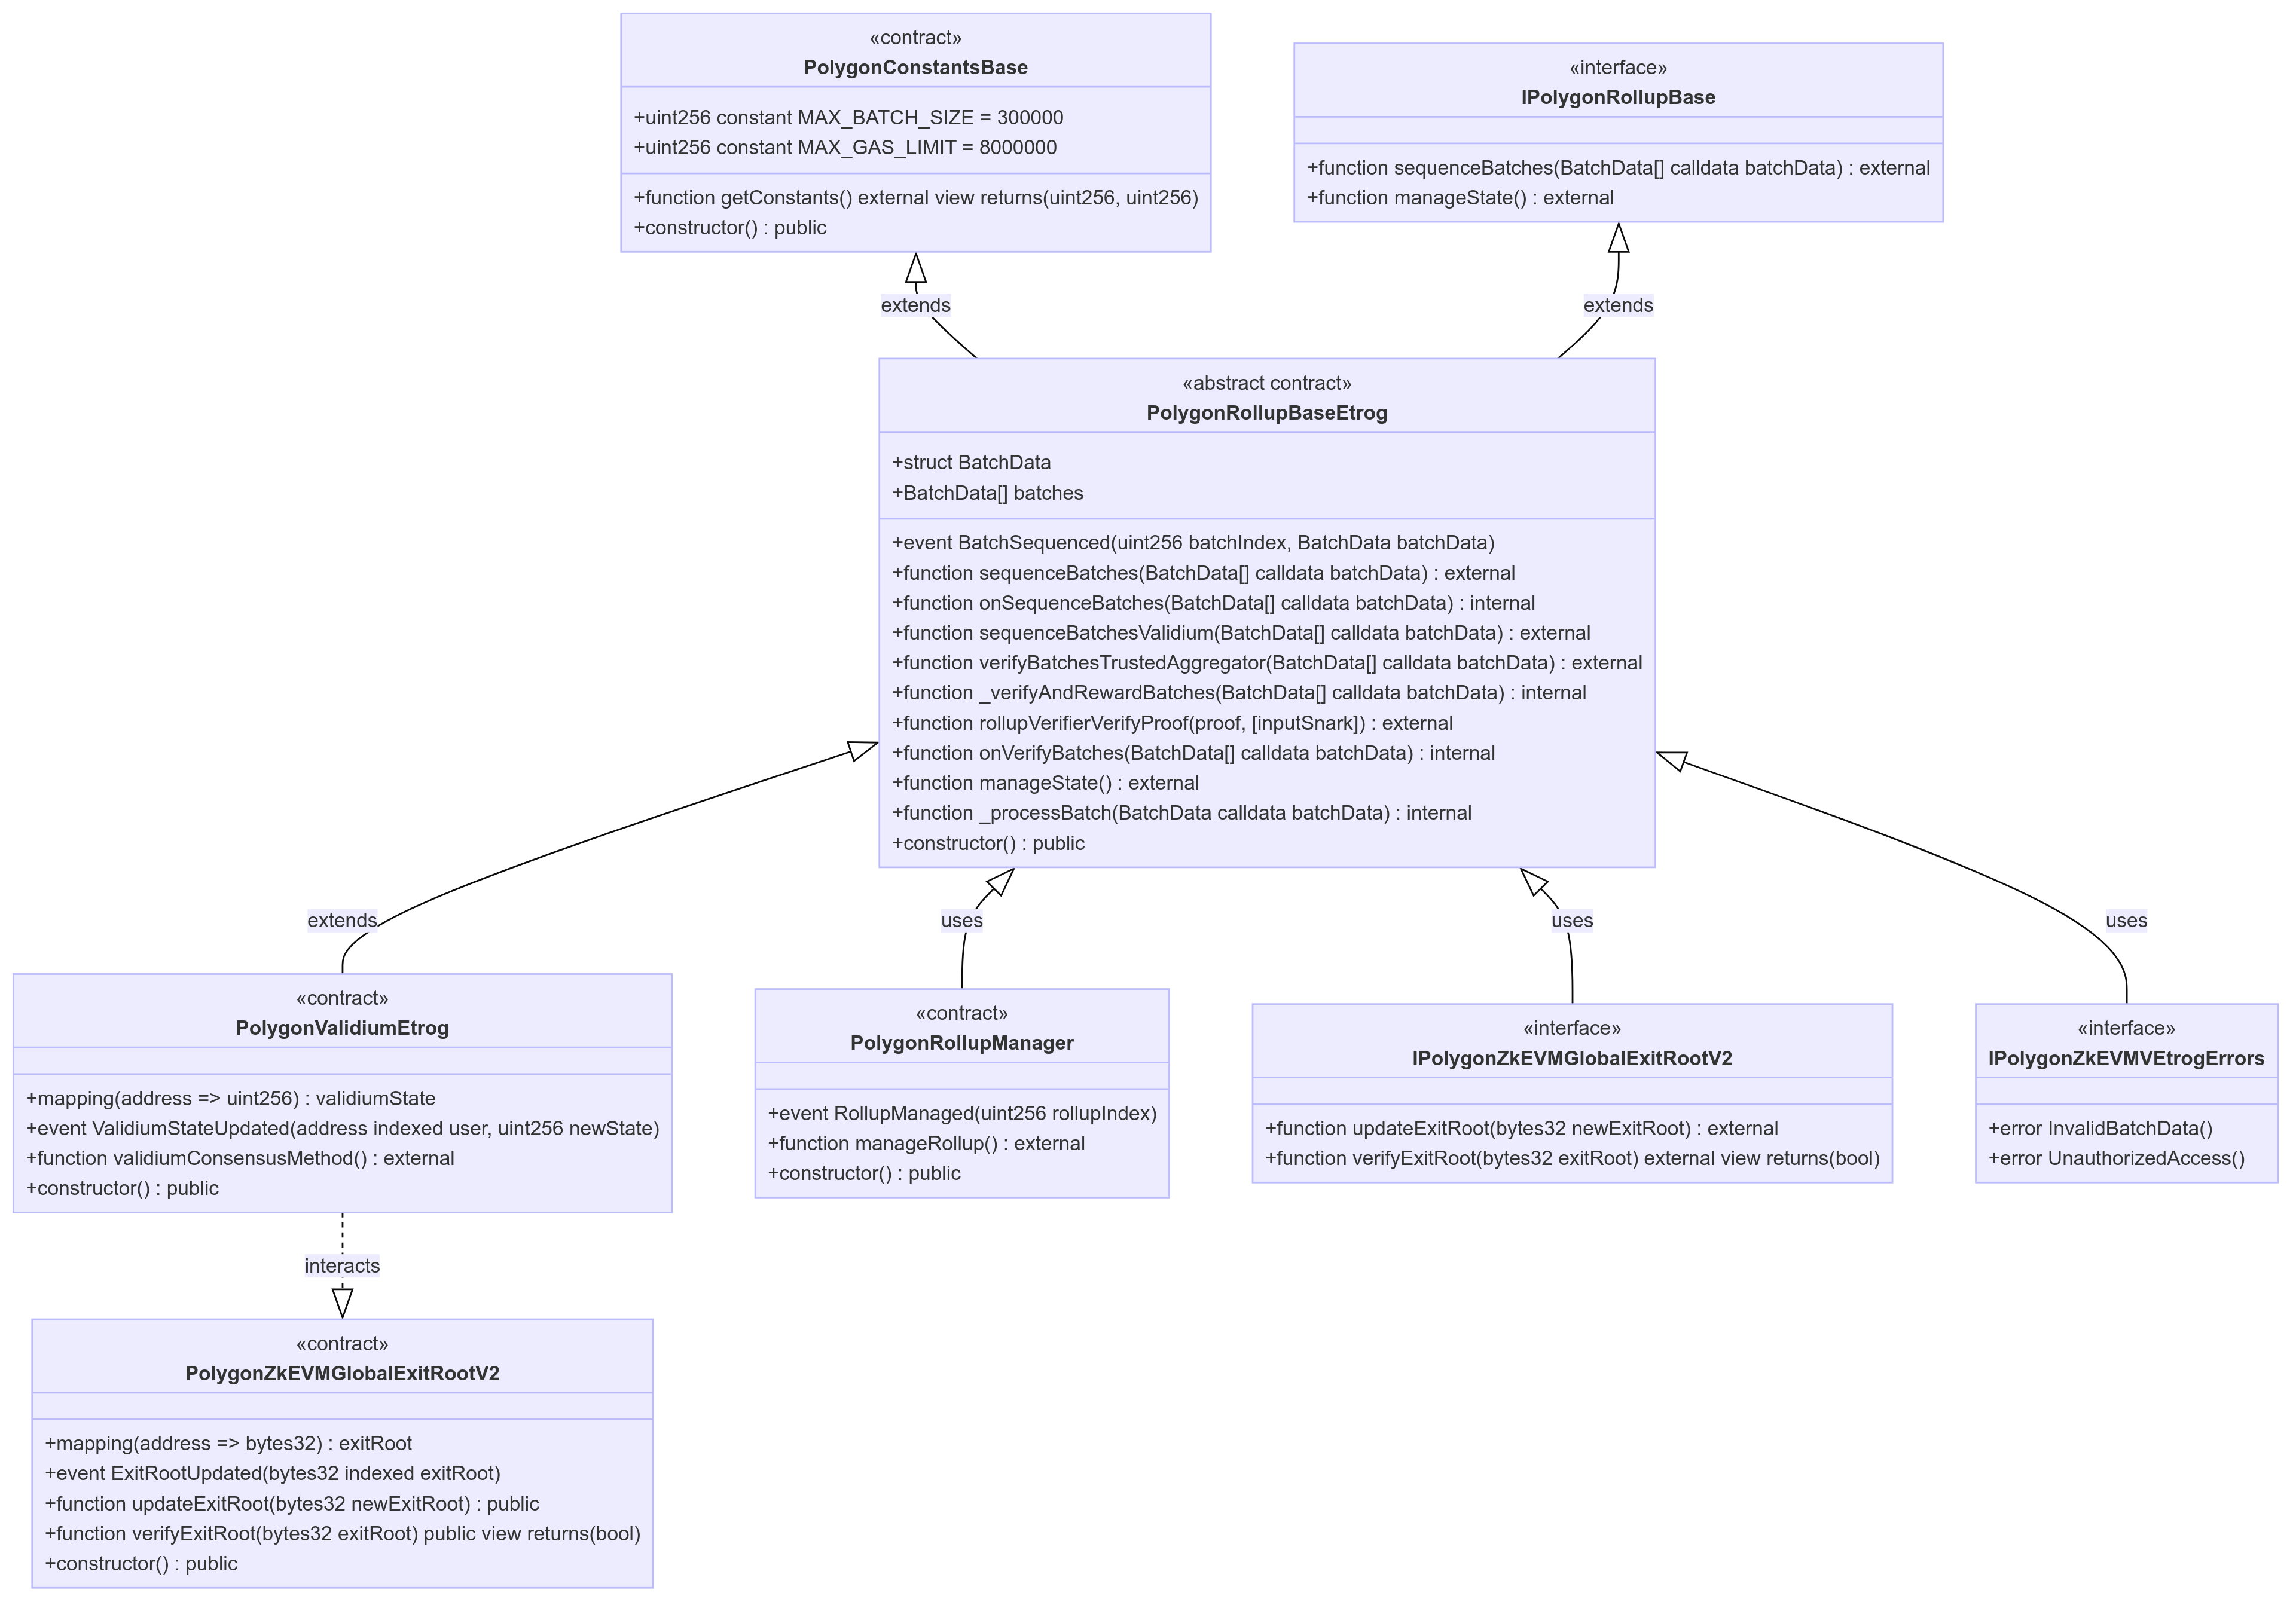 «contract»
PolygonConstantsBase
+uint256 constant MAX_BATCH_SIZE = 300000
+uint256 constant MAX_GAS_LIMIT = 8000000
+function getConstants() external view returns(uint256, uint256)
+constructor() : public
«interface»
IPolygonRollupBase
+function sequenceBatches(BatchData[] calldata batchData) : external
+function manageState() : external
extends
extends
«abstract contract»
PolygonRollupBaseEtrog
+struct BatchData
+BatchData[] batches
+event BatchSequenced(uint256 batchIndex, BatchData batchData)
+function sequenceBatches(BatchData[] calldata batchData) : external
+function onSequenceBatches(BatchData[] calldata batchData) : internal
+function sequenceBatchesValidium(BatchData[] calldata batchData) : external
+function verifyBatchesTrustedAggregator(BatchData[] calldata batchData) : external
+function _verifyAndRewardBatches(BatchData[] calldata batchData) : internal
+function rollupVerifierVerifyProof(proof, [inputSnark]) : external
+function onVerifyBatches(BatchData[] calldata batchData) : internal
+function manageState() : external
+function _processBatch(BatchData calldata batchData) : internal
+constructor() : public
extends
uses
uses
uses
«contract»
PolygonValidiumEtrog
+mapping(address => uint256) : validiumState
+event ValidiumStateUpdated(address indexed user, uint256 newState)
+function validiumConsensusMethod() : external
+constructor() : public
«contract»
PolygonRollupManager
+event RollupManaged(uint256 rollupIndex)
+function manageRollup() : external
+constructor() : public
«interface»
IPolygonZkEVMGlobalExitRootV2
+function updateExitRoot(bytes32 newExitRoot) : external
+function verifyExitRoot(bytes32 exitRoot) external view returns(bool)
«interface»
IPolygonZkEVMVEtrogErrors
+error InvalidBatchData()
+error UnauthorizedAccess()
interacts
«contract»
PolygonZkEVMGlobalExitRootV2
+mapping(address => bytes32) : exitRoot
+event ExitRootUpdated(bytes32 indexed exitRoot)
+function updateExitRoot(bytes32 newExitRoot) : public
+function verifyExitRoot(bytes32 exitRoot) public view returns(bool)
+constructor() : public